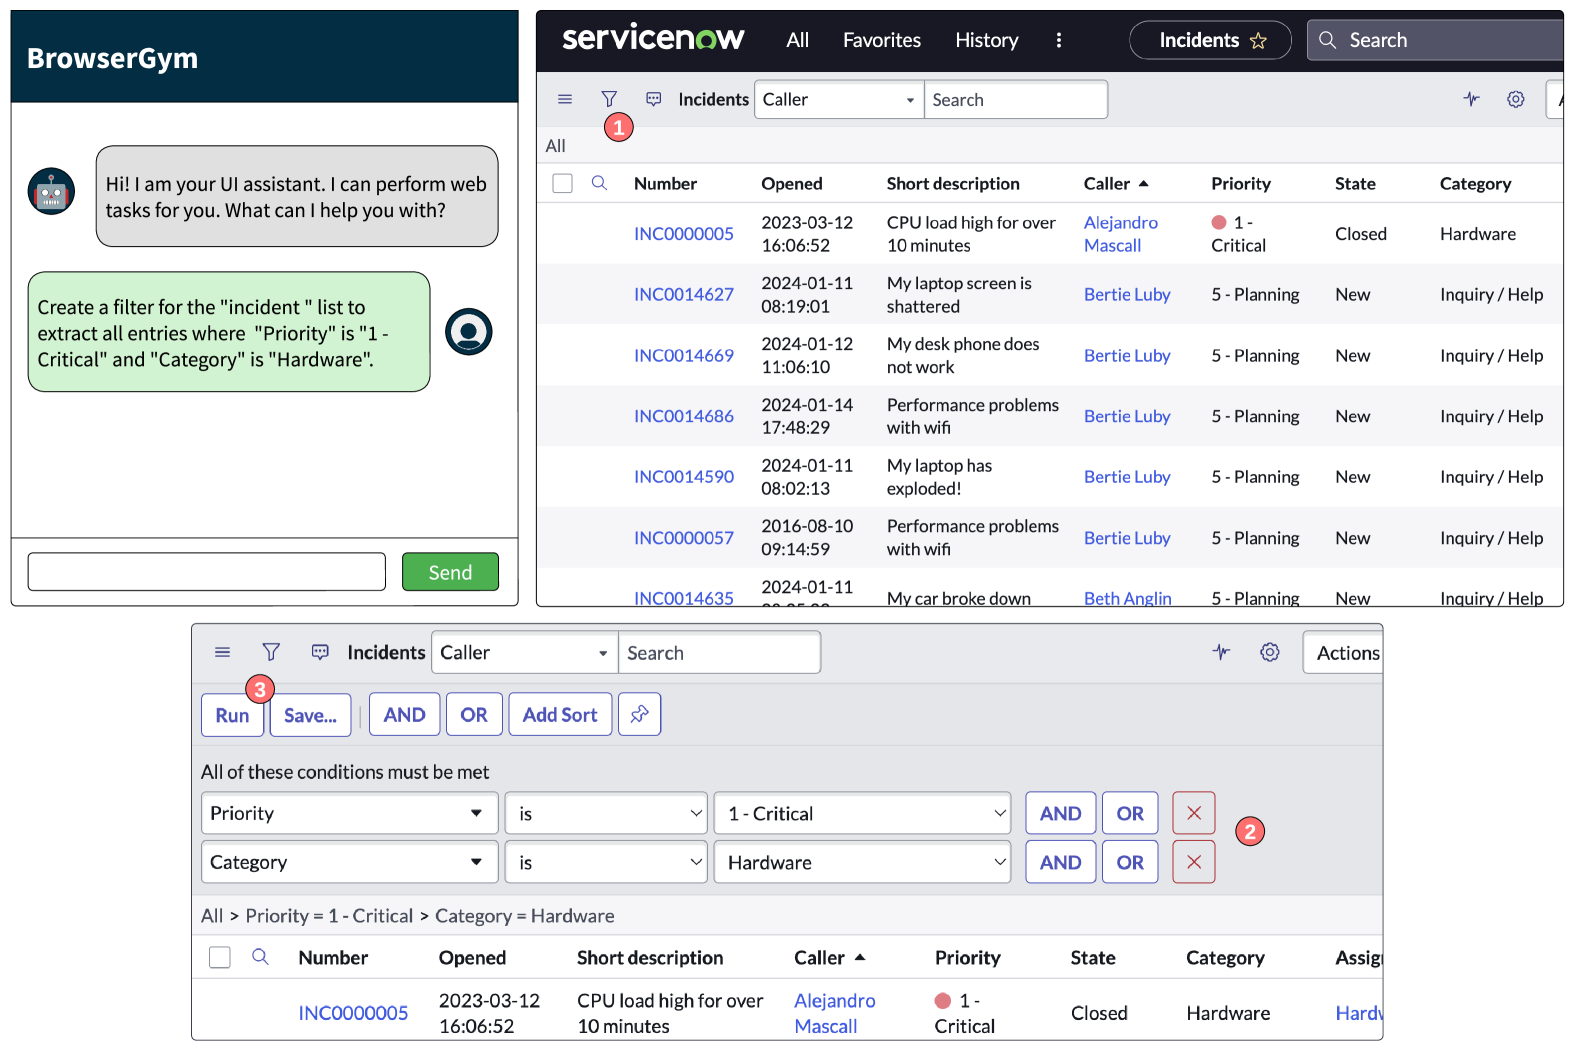 BrowserGym
Hi! I am your UI assistant. I can perform web
tasks for you. What can I help you with?
Create a filter for the "incident " list to
extract all entries where "Priority" is "1 -
Critical" and "Category" is "Hardware".
Send
servicenow All Favorites History Incidents Search
Incidents Caller Search
1
All
Number Opened Short description Caller Priority State Category
INC0000005 2023-03-12 16:06:52 CPU load high for over 10 minutes Alejandro Mascall 1 - Critical Closed Hardware
INC0014627 2024-01-11 08:19:01 My laptop screen is shattered Bertie Luby 5 - Planning New Inquiry / Help
INC0014669 2024-01-12 11:06:10 My desk phone does not work Bertie Luby 5 - Planning New Inquiry / Help
INC0014686 2024-01-14 17:48:29 Performance problems with wifi Bertie Luby 5 - Planning New Inquiry / Help
INC0014590 2024-01-11 08:02:13 My laptop has exploded! Bertie Luby 5 - Planning New Inquiry / Help
INC0000057 2016-08-10 09:14:59 Performance problems with wifi Bertie Luby 5 - Planning New Inquiry / Help
INC0014635 2024-01-11 My car broke down Beth Anglin 5 - Planning New Inquiry / Help
Incidents Caller Search Actions
3
Run Save... AND OR Add Sort
All of these conditions must be met
Priority is 1 - Critical AND OR
2
Category is Hardware AND OR
All > Priority = 1 - Critical > Category = Hardware
Number Opened Short description Caller Priority State Category
INC0000005 2023-03-12 16:06:52 CPU load high for over 10 minutes Alejandro Mascall 1 - Critical Closed Hardware